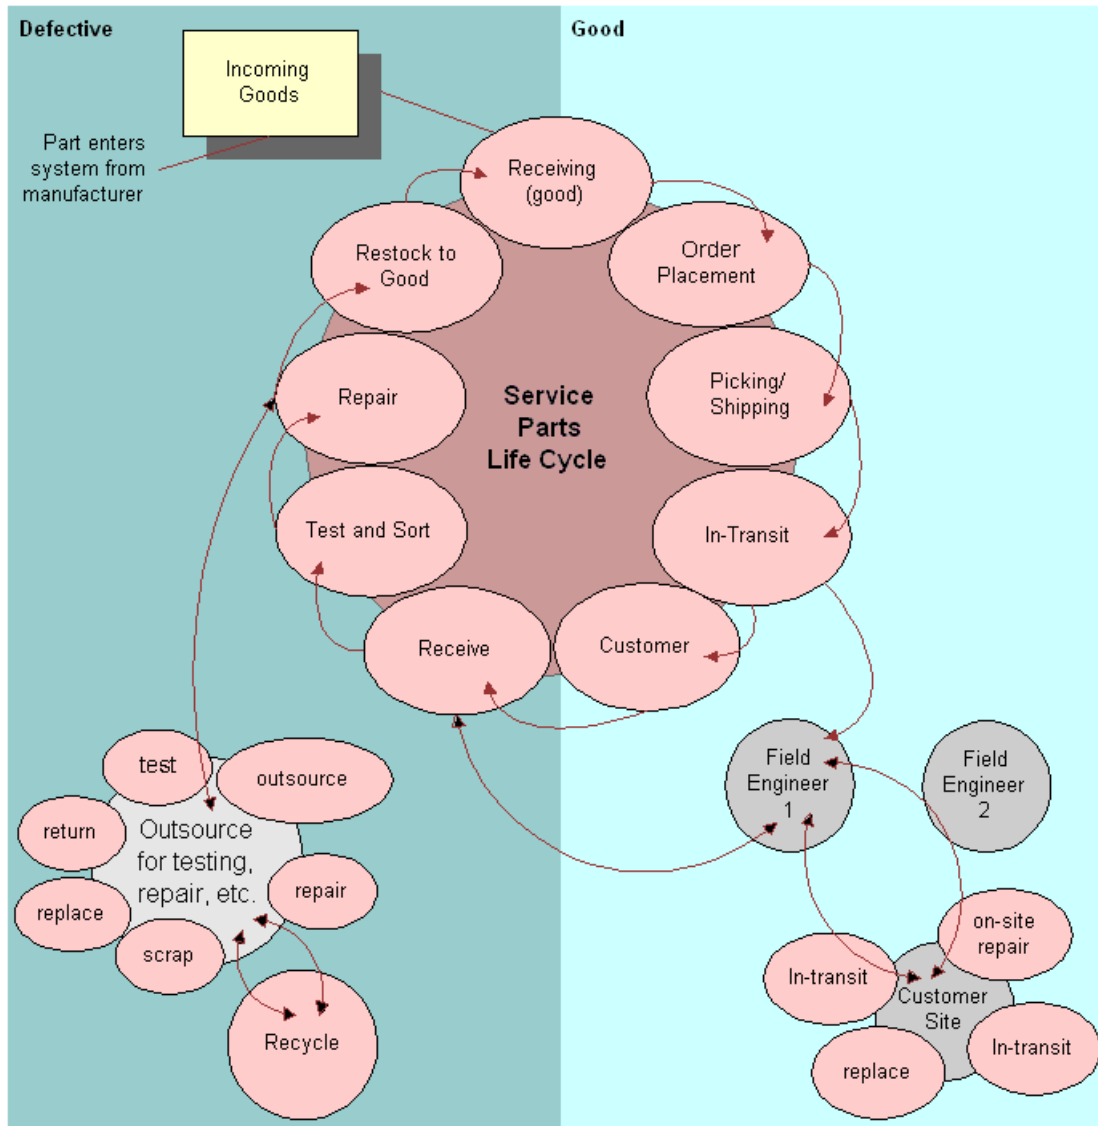 Defective
Good
Incoming
Goods
Part enters
system from
manufacturer
Receiving
(good)
Restock to
Good
Order
Placement
Repair
Picking/
Shipping
Service
Parts
Life Cycle
Test and Sort
In-Transit
Receive
Customer
test
outsource
return
Outsource
for testing,
repair, etc.
repair
replace
scrap
Recycle
Field
Engineer
1
Field
Engineer
2
on-site
repair
In-transit
Customer
Site
In-transit
replace